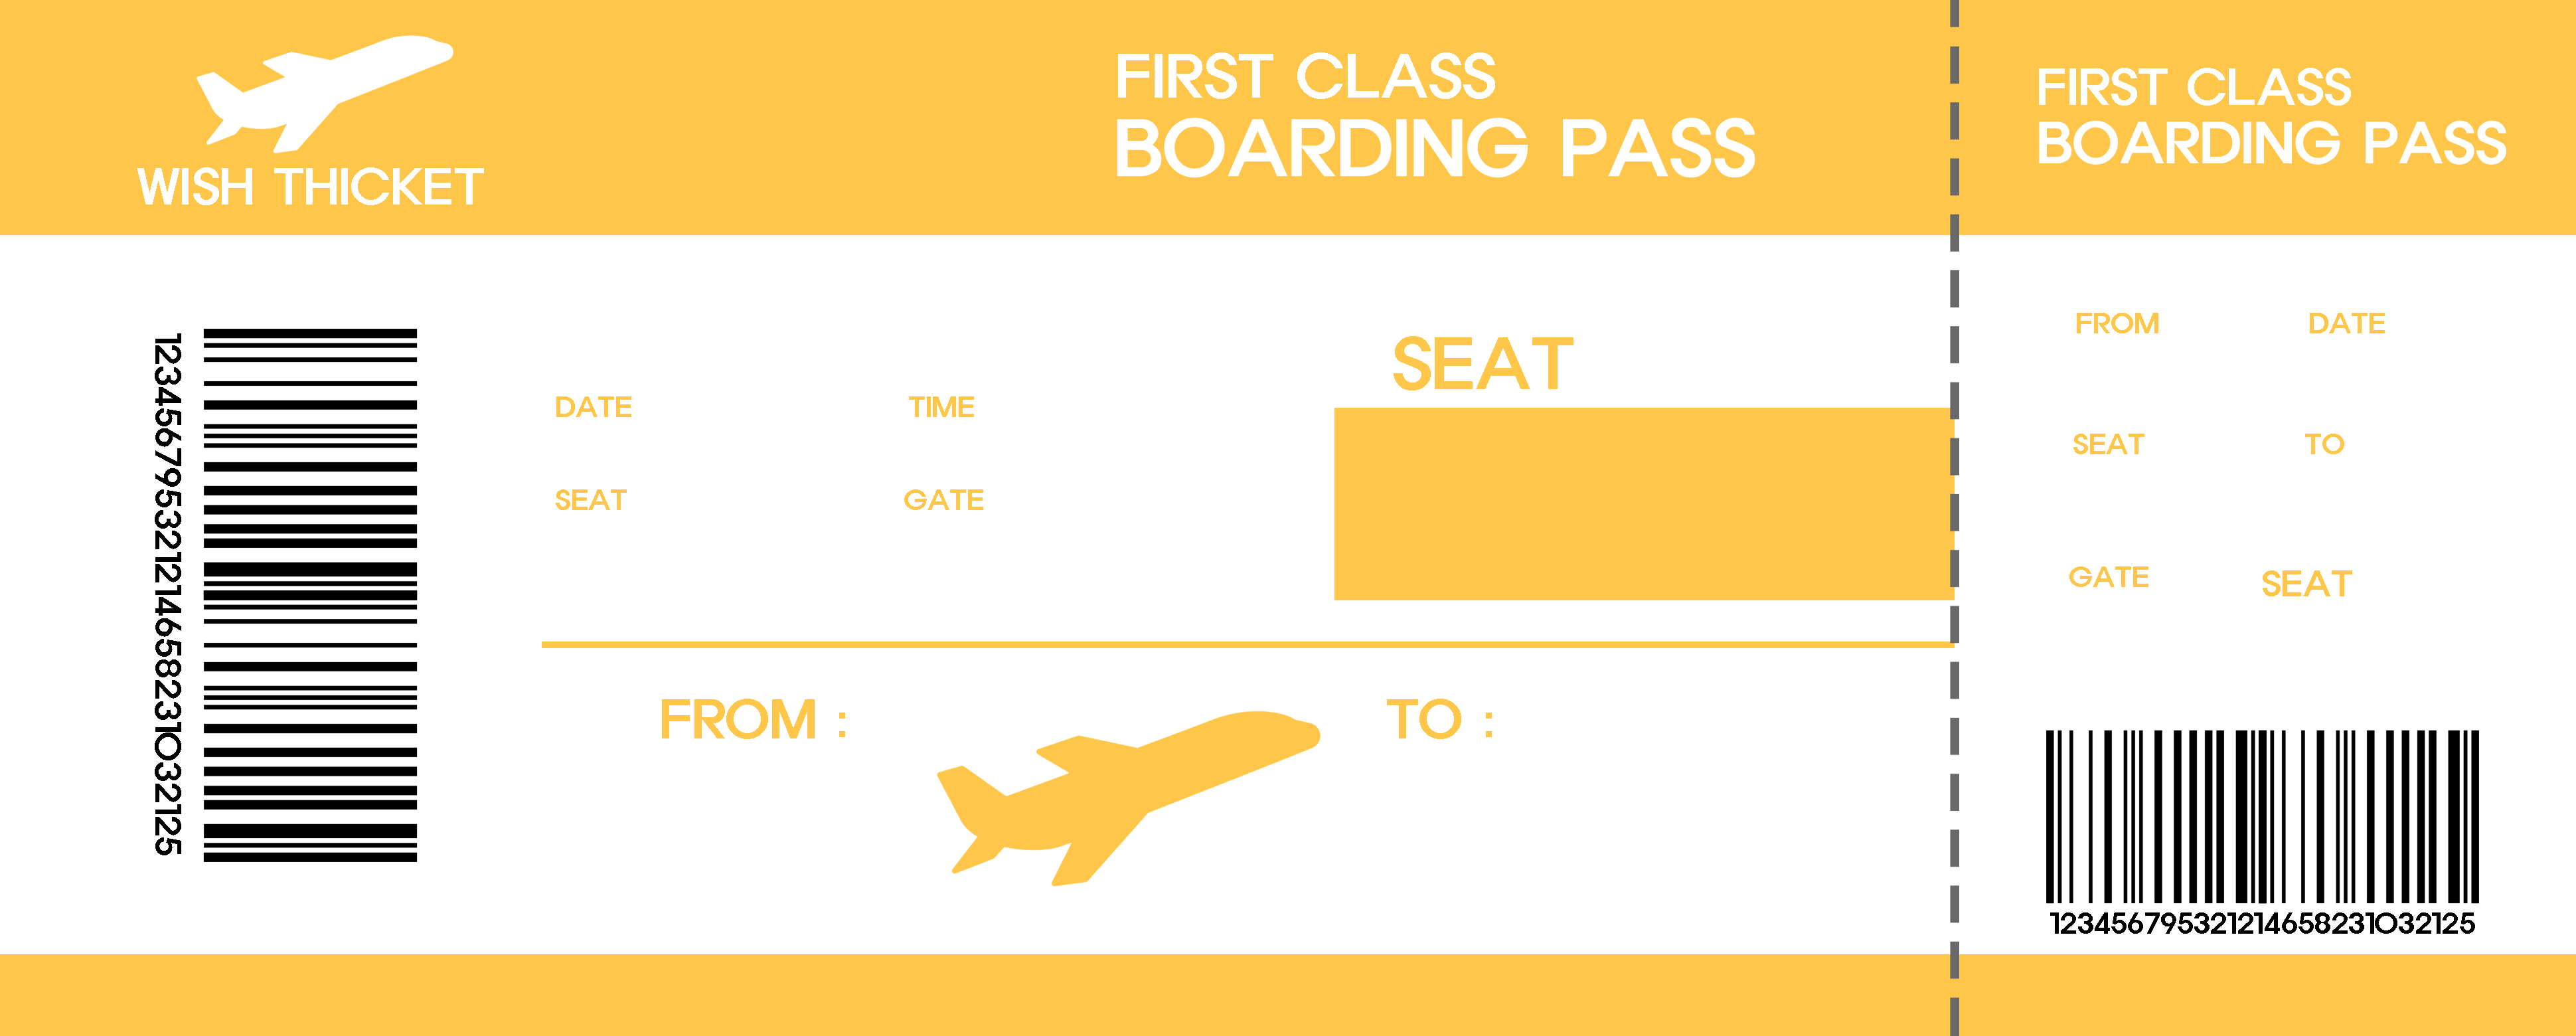 WISH THICKET
FIRST CLASS
BOARDING PASS
FIRST CLASS
BOARDING PASS
123456795321214658231032125
DATE
TIME
SEAT
GATE
SEAT
FROM :
TO :
FROM
DATE
SEAT
TO
GATE
SEAT
123456795321214658231032125